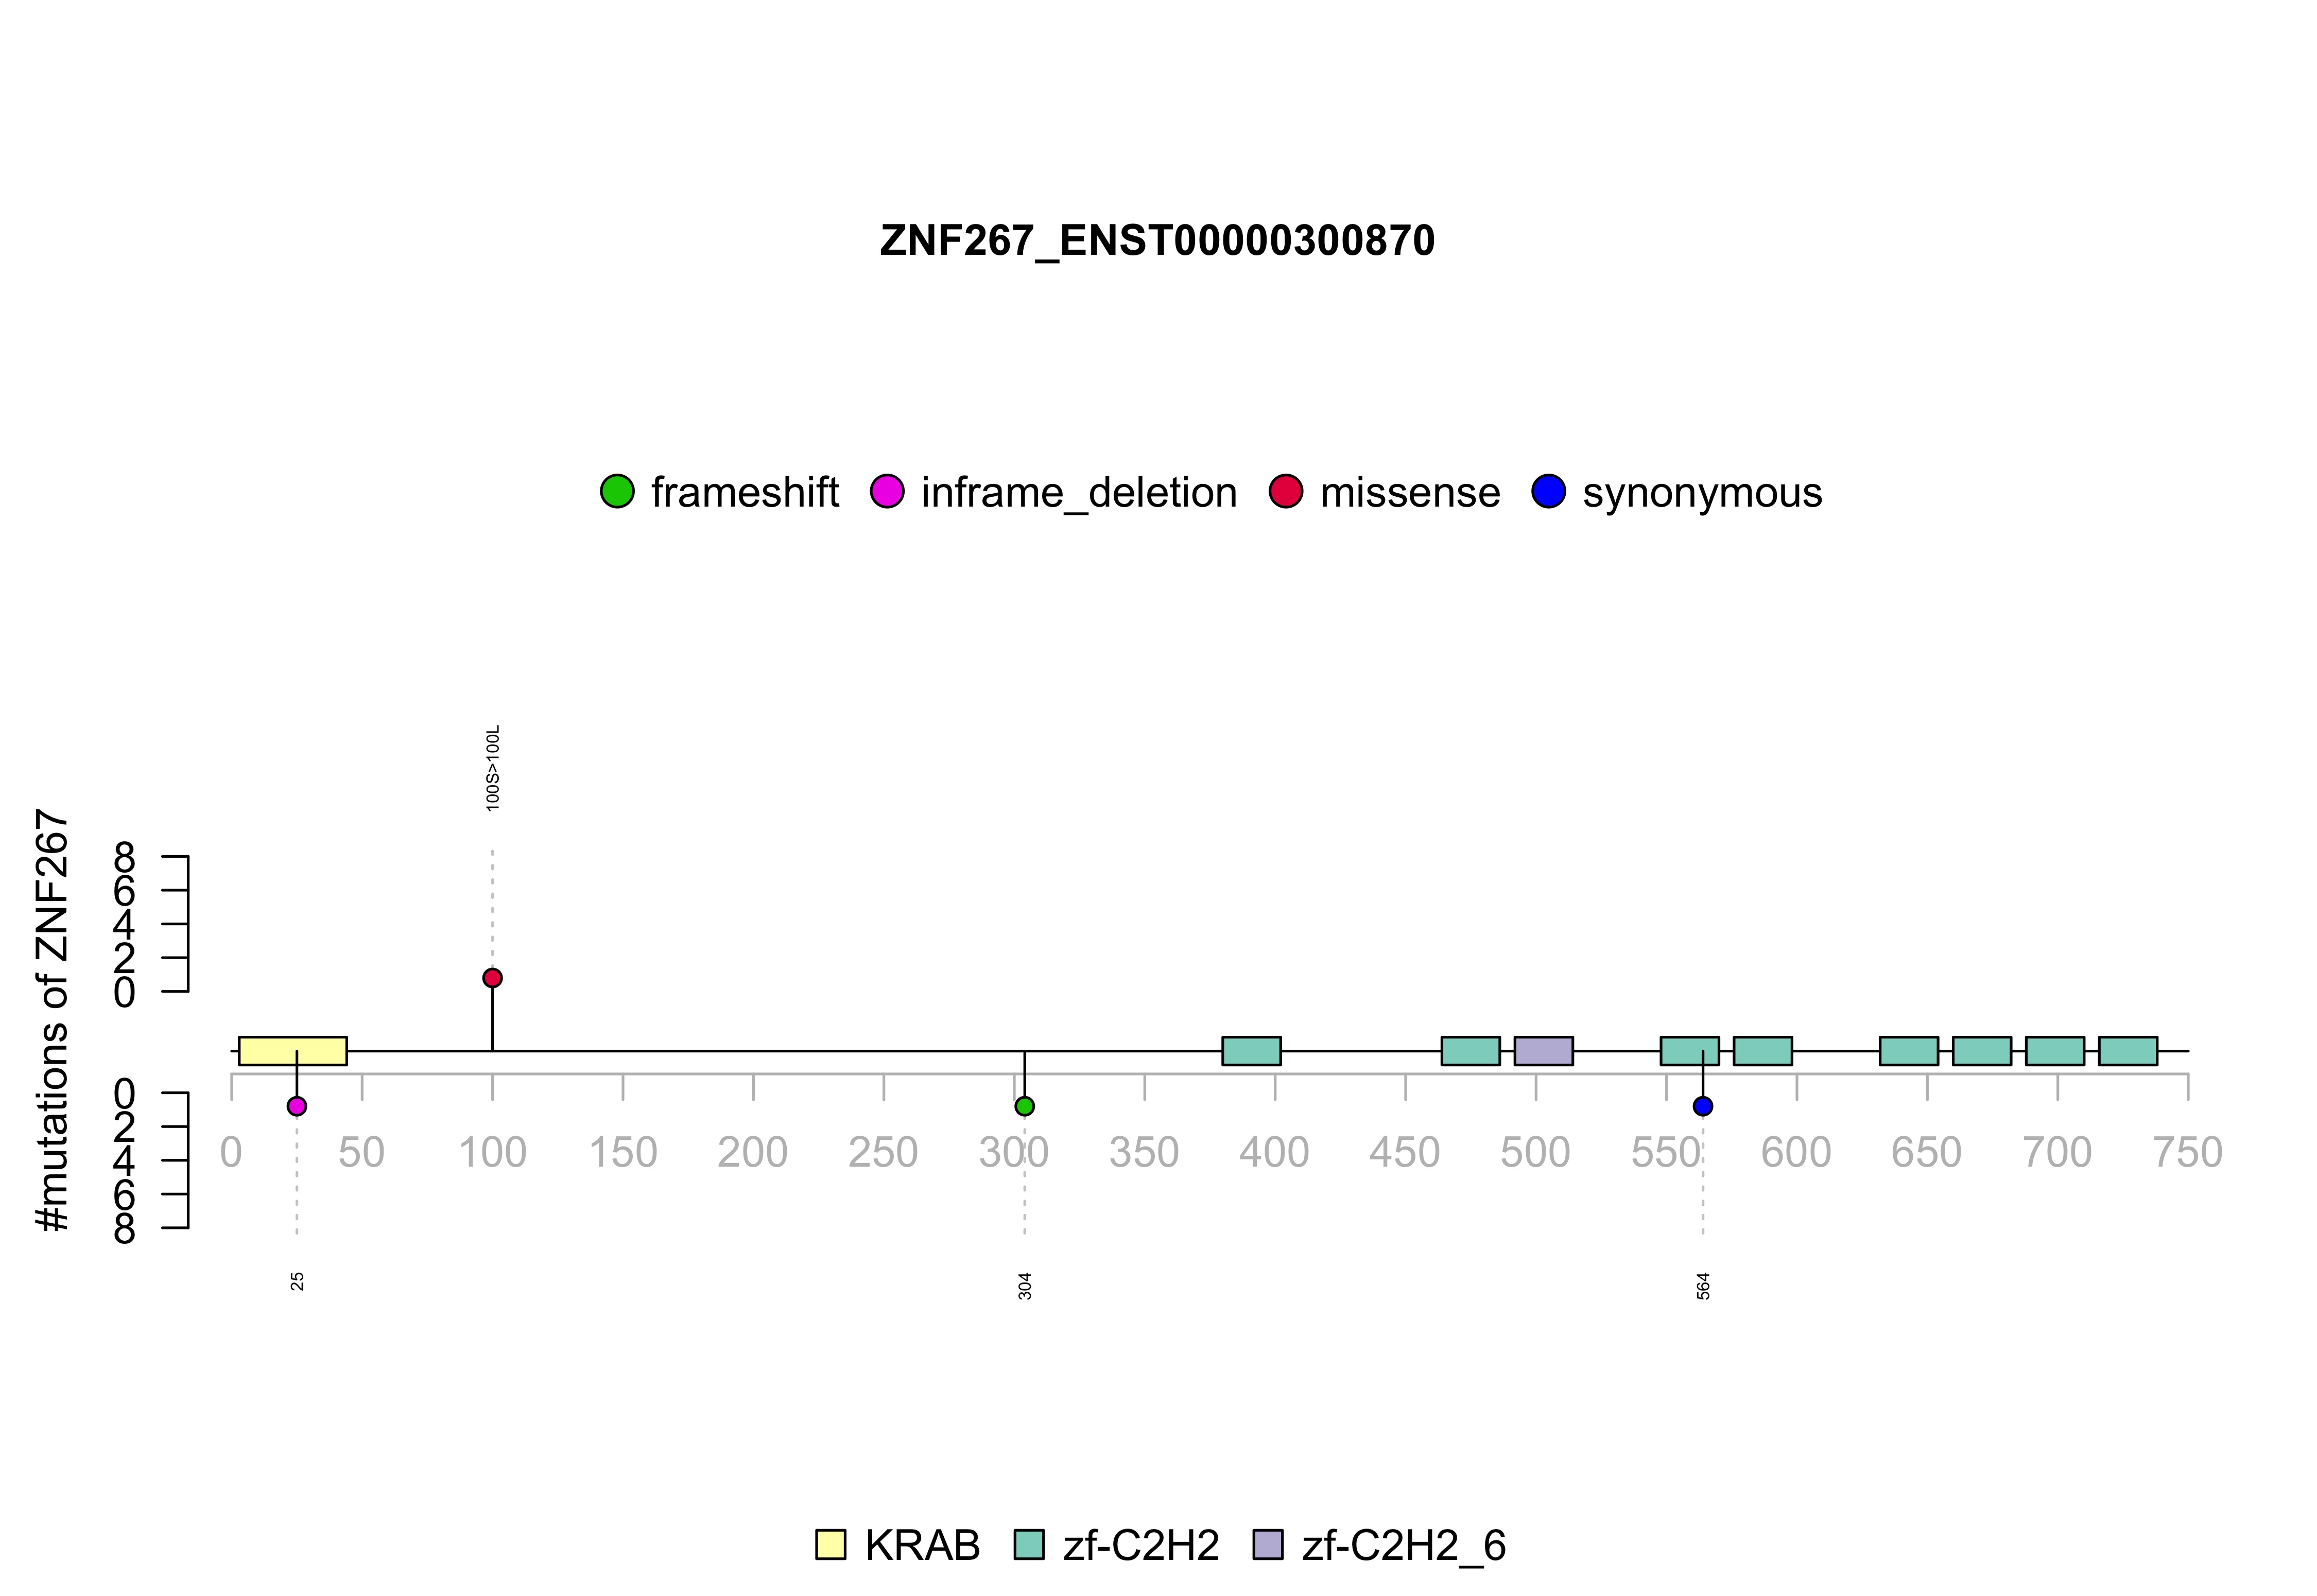 ZNF267_ENST00000300870
frameshift inframe_deletion missense synonymous
100S>100L
#mutations of ZNF267
8
6
4
2
0
0
2
4
6
8
0 50 100 150 200 250 300 350 400 450 500 550 600 650 700 750
25 304 564
KRAB zf-C2H2 zf-C2H2_6